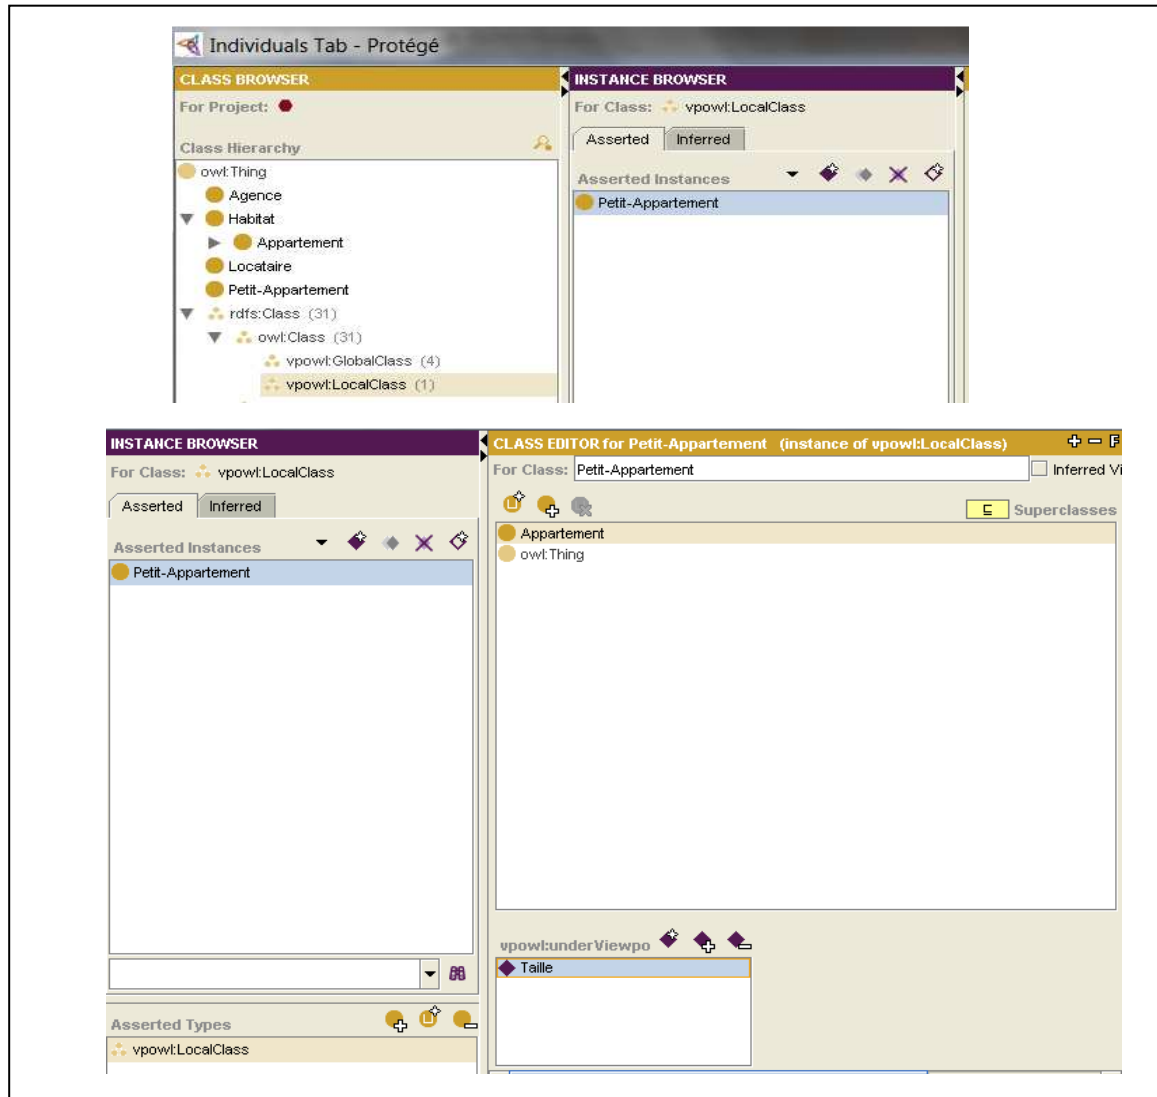 Individuals Tab - Protégé
CLASS BROWSER
For Project:
Class Hierarchy
owl:Thing
Agence
Habitat
Appartement
Locataire
Petit-Appartement
rdfs:Class (31)
owl:Class (31)
vpowl:GlobalClass (4)
vpowl:LocalClass (1)
INSTANCE BROWSER
For Class: vpowl:LocalClass
Asserted Inferred
Asserted Instances
Petit-Appartement
INSTANCE BROWSER
For Class: vpowl:LocalClass
Asserted Inferred
Asserted Instances
Petit-Appartement
Asserted Types
vpowl:LocalClass
CLASS EDITOR for Petit-Appartement (instance of vpowl:LocalClass)
For Class: Petit-Appartement Inferred Vi
⊑ Superclasses
Appartement
owl:Thing
vpowl:underViewpo
Taille